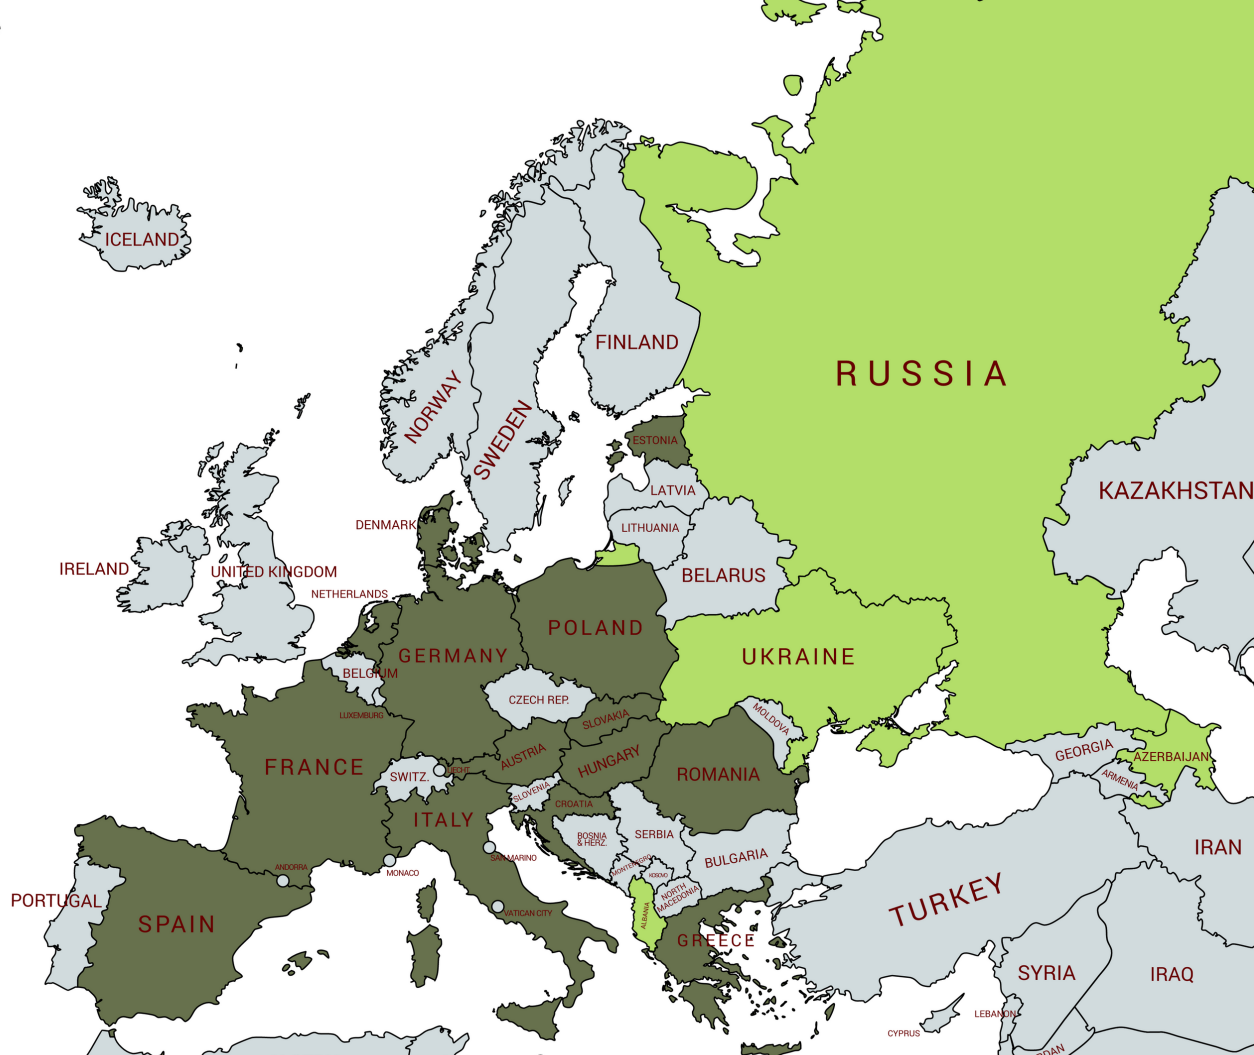 ICELAND
FINLAND
RUSSIA
NORWAY
SWEDEN
ESTONIA
LATVIA
KAZAKHSTAN
DENMARK
LITHUANIA
IRELAND
UNITED KINGDOM
BELARUS
NETHERLANDS
POLAND
GERMANY
UKRAINE
BELGIUM
CZECH REP.
LUXEMBURG
SLOVAKIA
MOLDOVA
AUSTRIA
HUNGARY
GEORGIA
AZERBAIJAN
FRANCE
SWITZ.
ROMANIA
ARMENIA
SLOVENIA
CROATIA
ITALY
BOSNIA
& HERZ.
SERBIA
IRAN
SAN MARINO
BULGARIA
ANDORRA
MONACO
MONTENEGRO
KOSOVO
NORTH
MACEDONIA
TURKEY
PORTUGAL
SPAIN
VATICAN CITY
ALBANIA
GREECE
SYRIA
IRAQ
LEBANON
CYPRUS